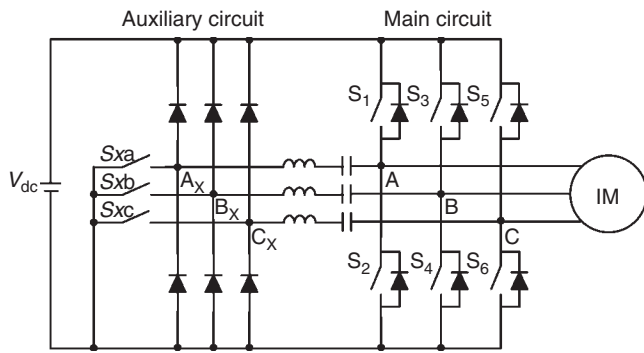 Auxiliary circuit Main circuit
S1 S3 S5
Sxa
Vdc Sxb AX A IM
Sxc BX B
CX C
S2 S4 S6